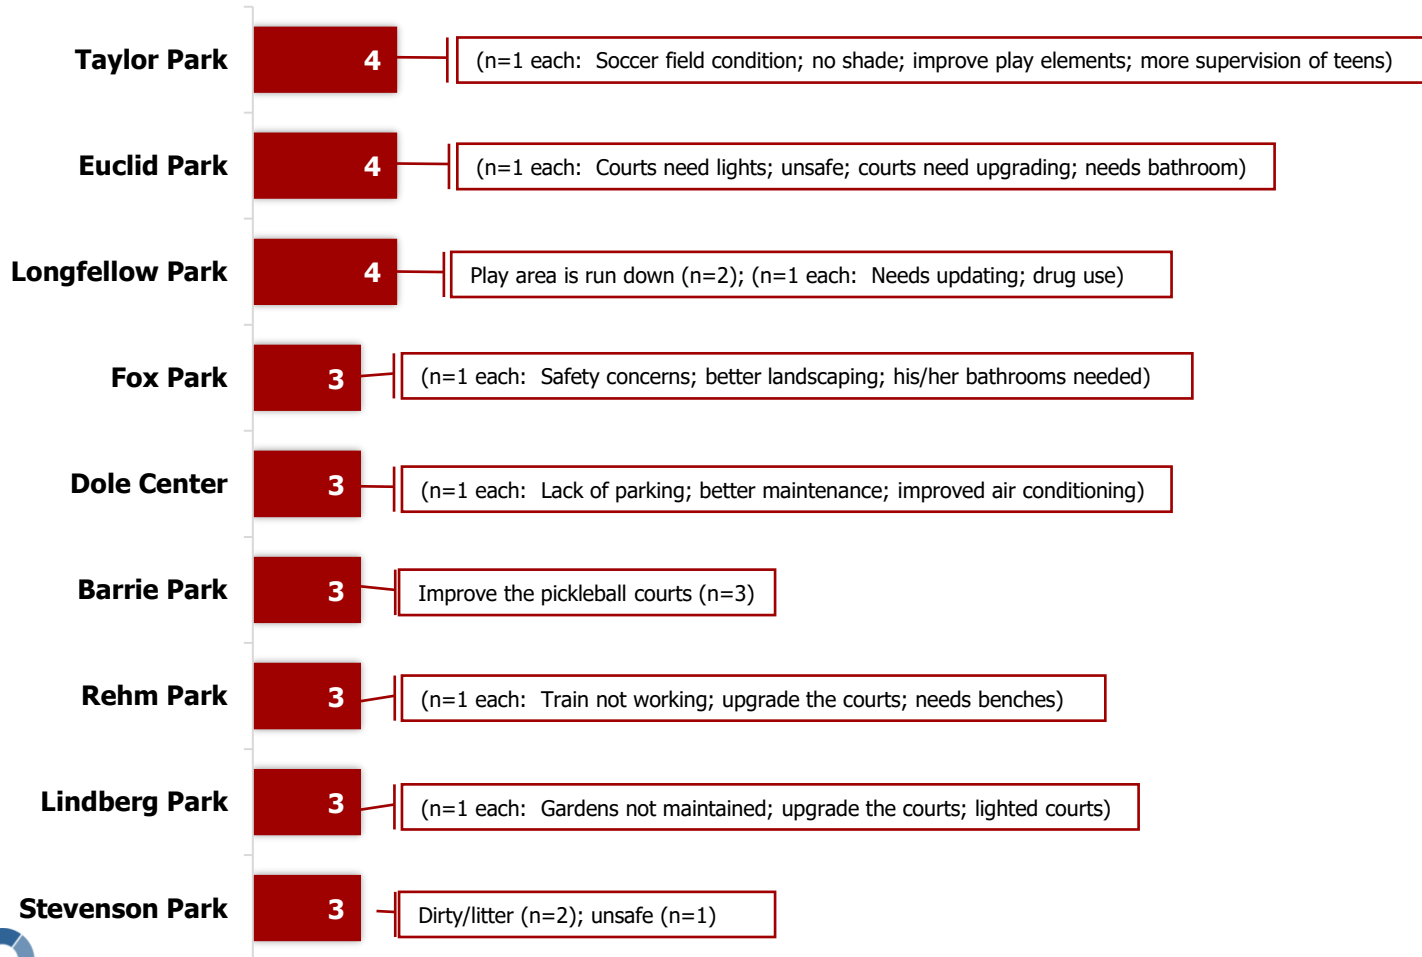 Taylor Park 4 (n=1 each: Soccer field condition; no shade; improve play elements; more supervision of teens)
Euclid Park 4 (n=1 each: Courts need lights; unsafe; courts need upgrading; needs bathroom)
Longfellow Park 4 Play area is run down (n=2); (n=1 each: Needs updating; drug use)
Fox Park 3 (n=1 each: Safety concerns; better landscaping; his/her bathrooms needed)
Dole Center 3 (n=1 each: Lack of parking; better maintenance; improved air conditioning)
Barrie Park 3 Improve the pickleball courts (n=3)
Rehm Park 3 (n=1 each: Train not working; upgrade the courts; needs benches)
Lindberg Park 3 (n=1 each: Gardens not maintained; upgrade the courts; lighted courts)
Stevenson Park 3 Dirty/litter (n=2); unsafe (n=1)